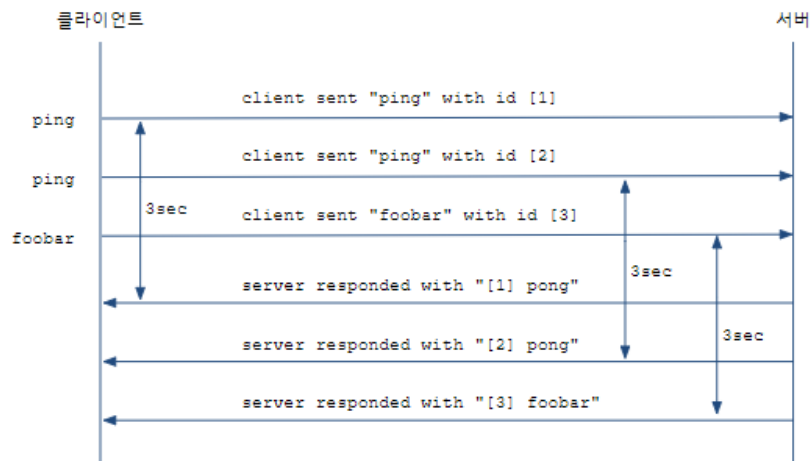 클라이언트 서버
client sent "ping" with id [1]
ping
client sent "ping" with id [2]
ping
3sec
client sent "foobar" with id [3]
foobar
3sec
server responded with "[1] pong"
3sec
server responded with "[2] pong"
server responded with "[3] foobar"